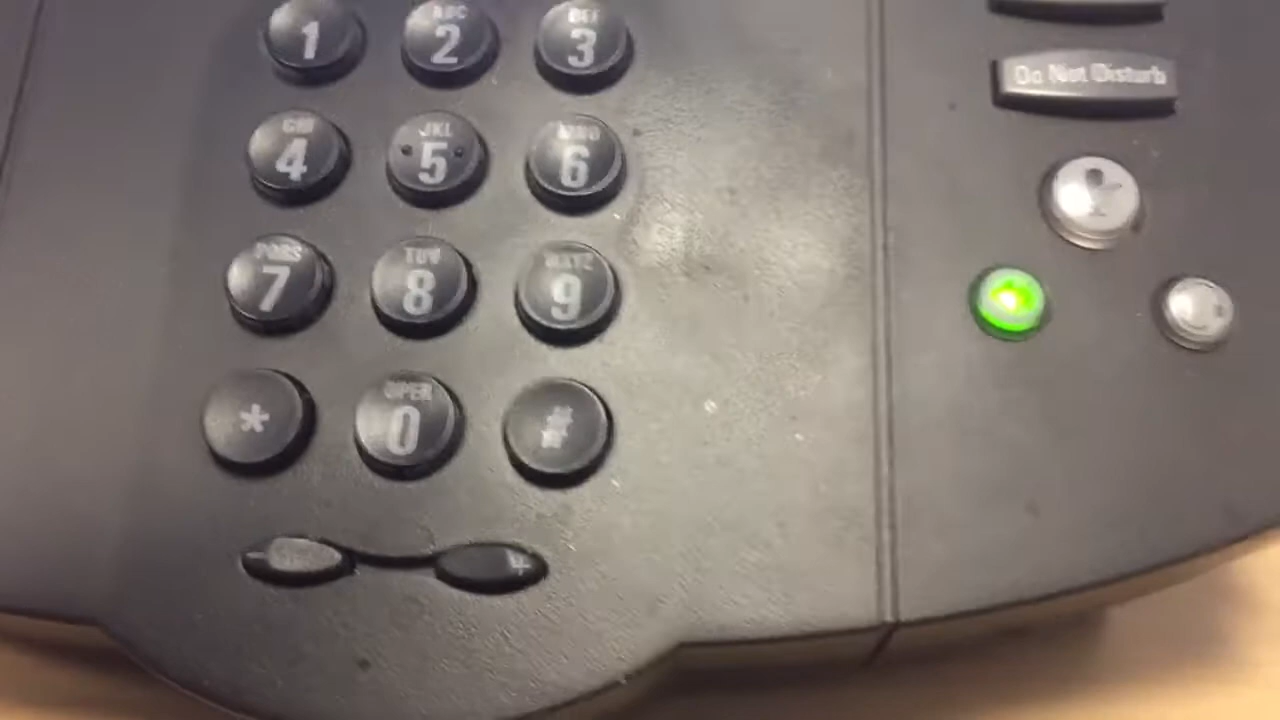 ABC DEF
1 2 3
Do Not Disturb
GHI JKL MNO
4 5 6
PQRS TUV WXYZ
7 8 9
OPER
* 0 #
- +